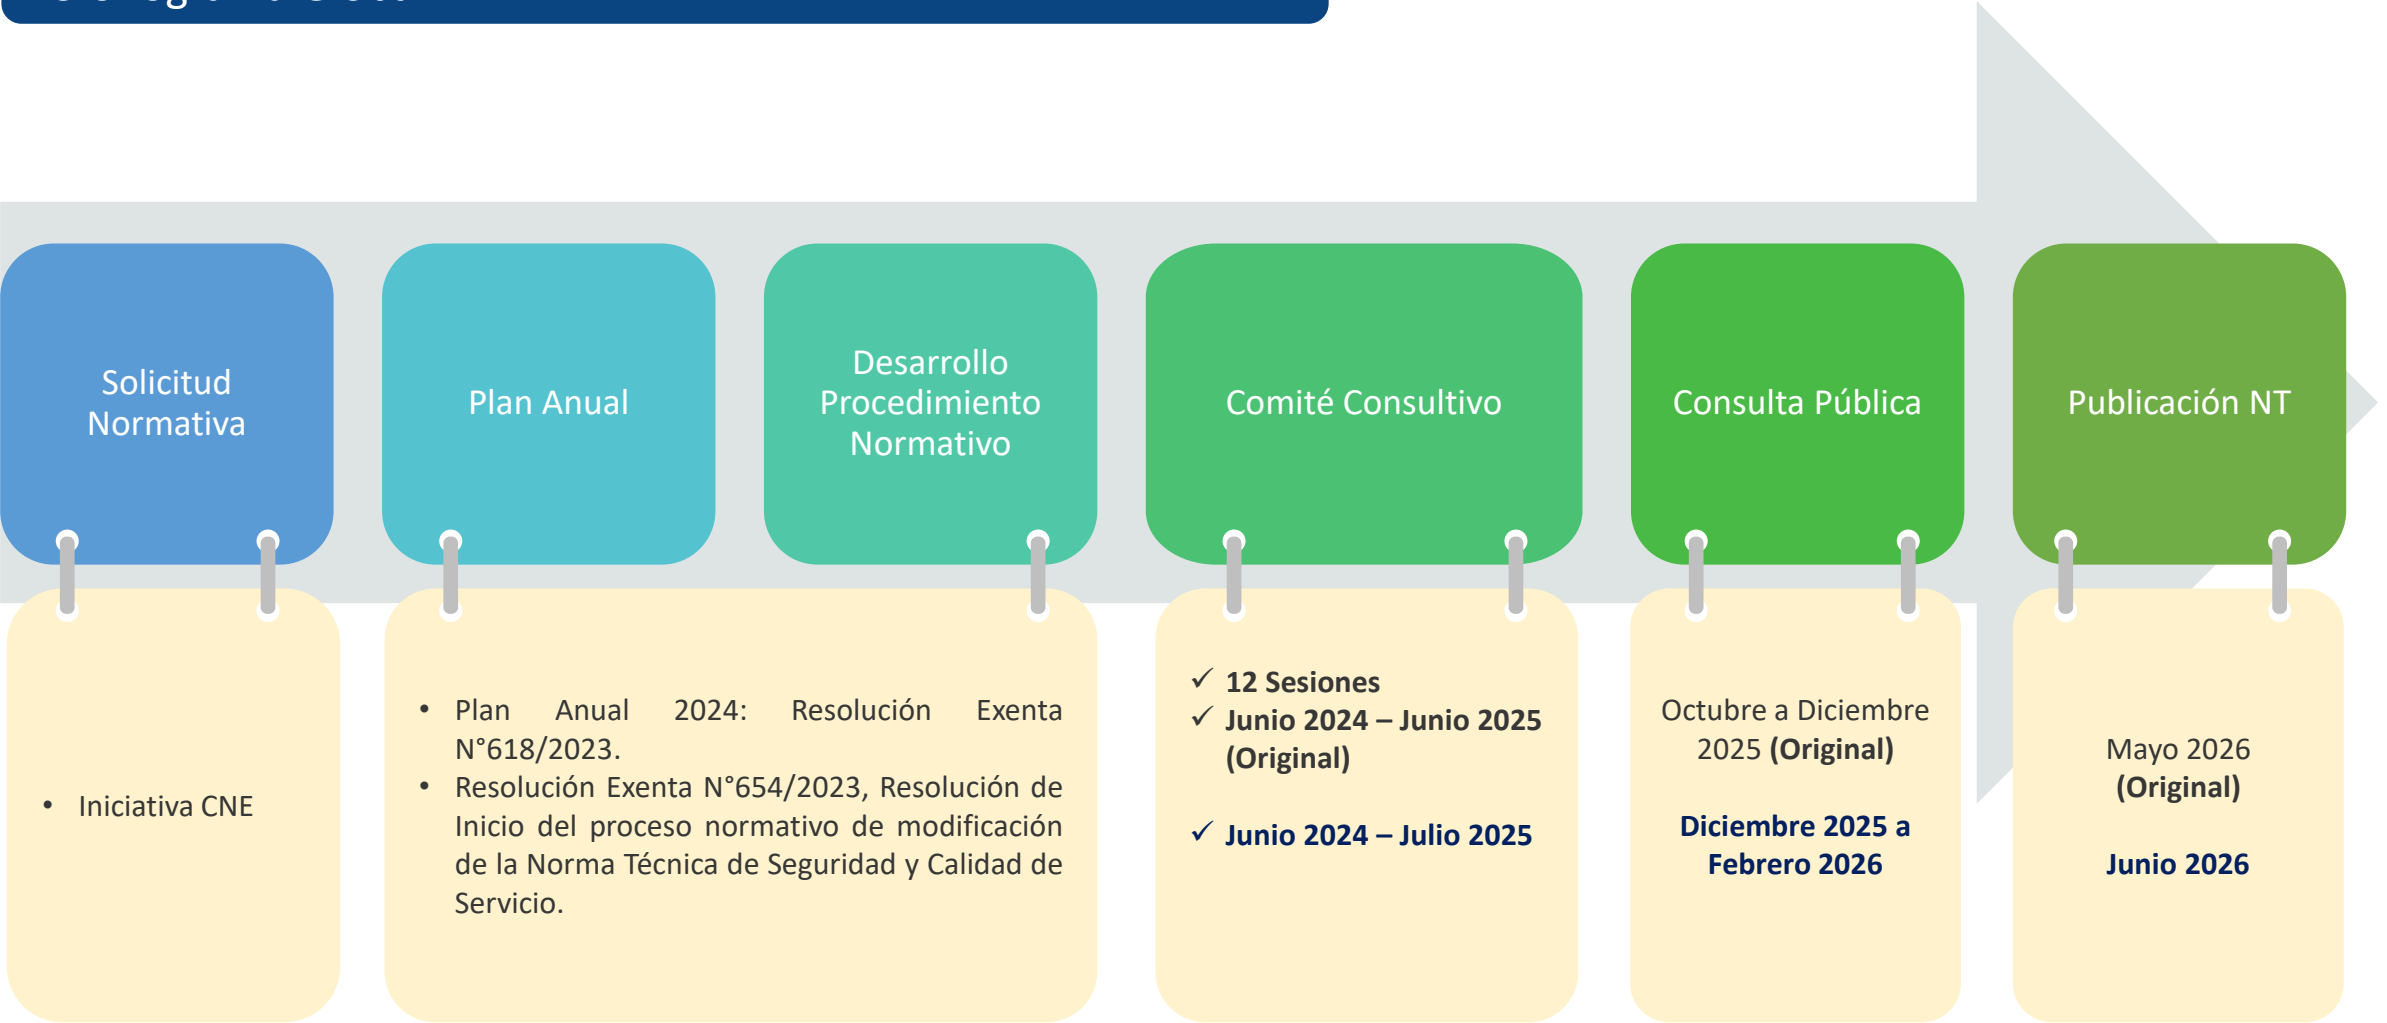 Solicitud
Normativa
Plan Anual
Desarrollo
Procedimiento
Normativo
Comité Consultivo
Consulta Pública
Publicación NT
• Iniciativa CNE
• Plan Anual 2024: Resolución Exenta
N°618/2023.
• Resolución Exenta N°654/2023, Resolución de
Inicio del proceso normativo de modificación
de la Norma Técnica de Seguridad y Calidad de
Servicio.
✓ 12 Sesiones
✓ Junio 2024 – Junio 2025
(Original)
✓ Junio 2024 – Julio 2025
Octubre a Diciembre
2025 (Original)
Diciembre 2025 a
Febrero 2026
Mayo 2026
(Original)
Junio 2026